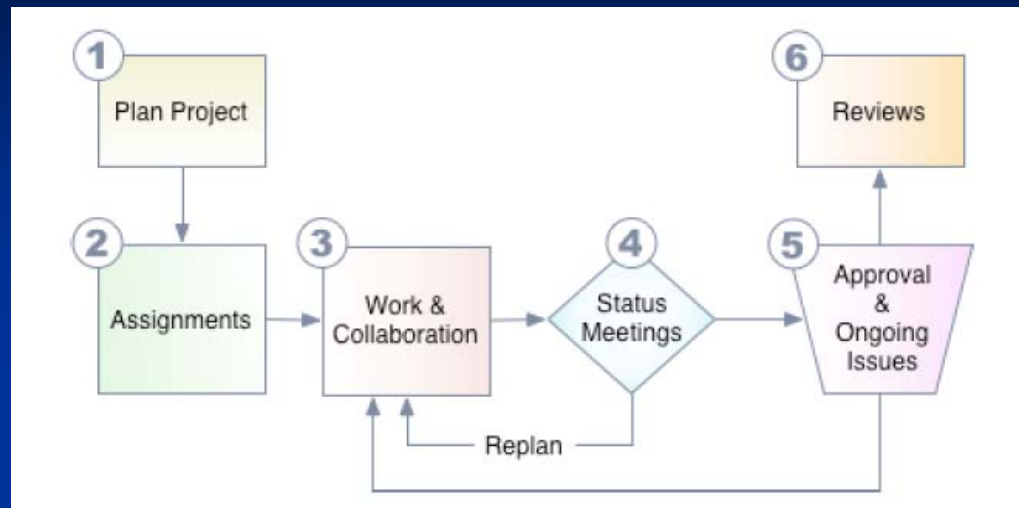 1
Plan Project
2
Assignments
3
Work &
Collaboration
4
Status
Meetings
Replan
5
Approval
&
Ongoing
Issues
6
Reviews